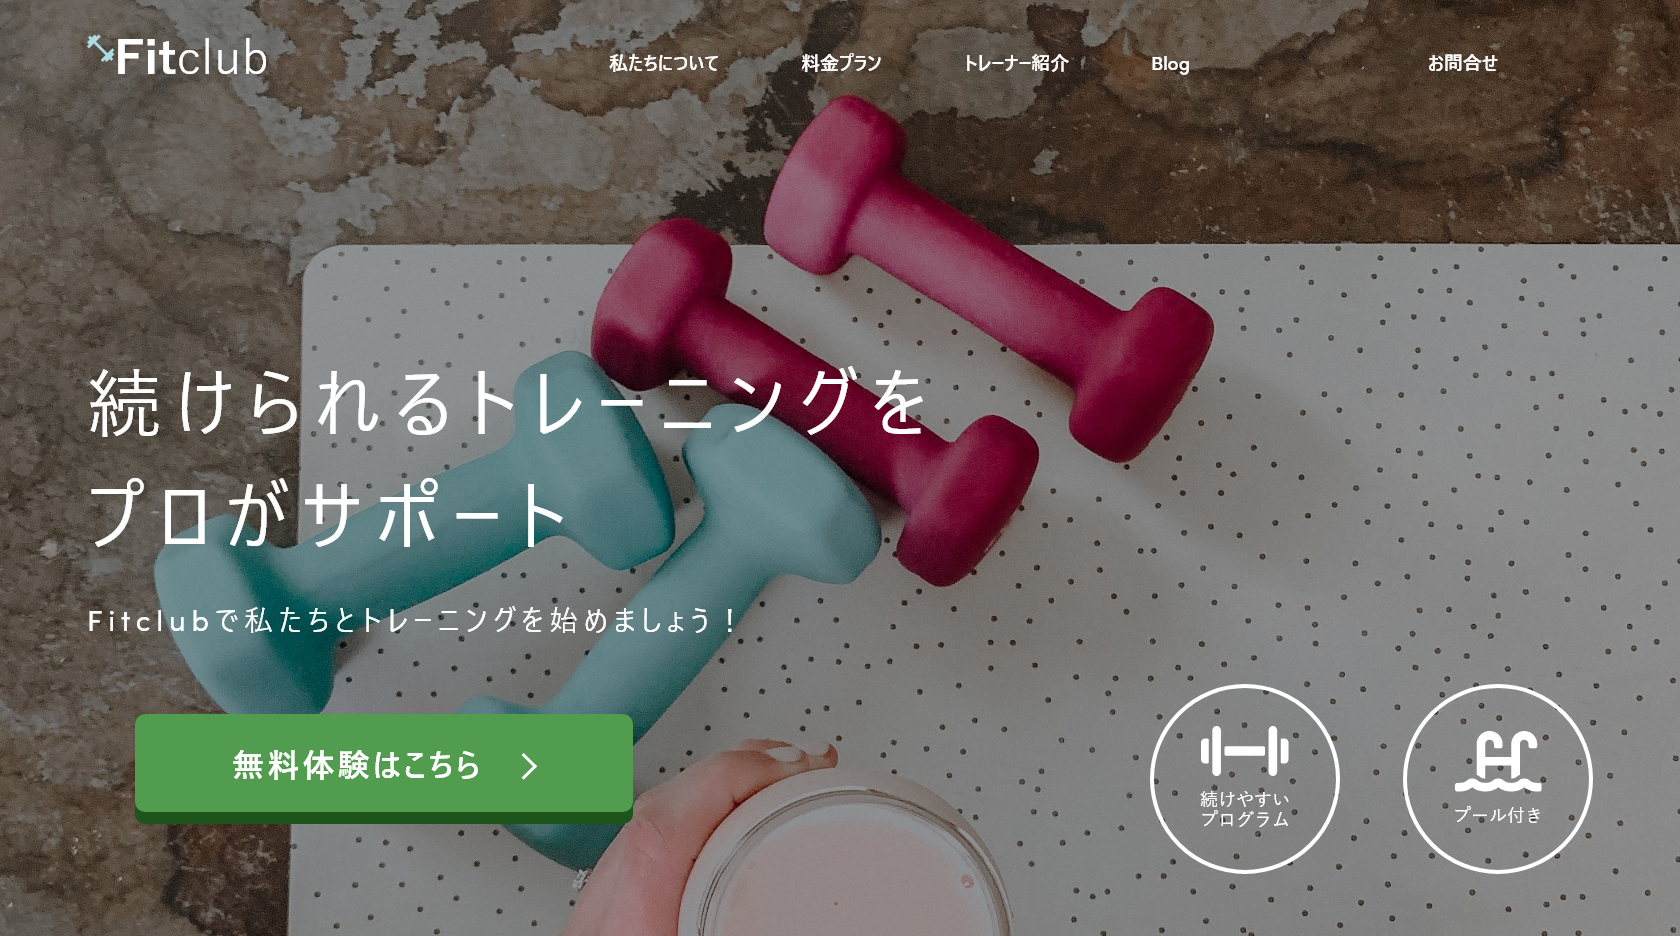 Fitclub
私たちについて
料金プラン
トレーナー紹介
Blog
お問合せ
続けられるトレーニングを
プロがサポート
Fitclubで私たちとトレーニングを始めましょう！
無料体験はこちら
続けやすい
プログラム
プール付き